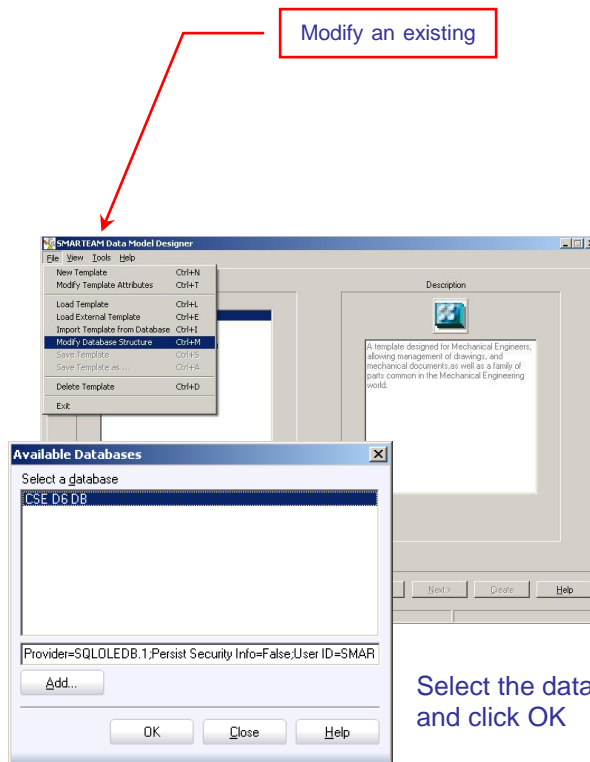 Modify an existing
SMARTEAM Data Model Designer
File View Tools Help
New Template Ctrl+N
Modify Template Attributes Ctrl+T
Load Template Ctrl+L
Load External Template Ctrl+E
Import Template from Database Ctrl+I
Modify Database Structure Ctrl+M
Save Template Ctrl+S
Save Template as ... Ctrl+A
Delete Template Ctrl+D
Exit
Description
A template designed for Mechanical Engineers,
allowing management of drawings, and
mechanical documents,as well as a family of
parts common in the Mechanical Engineering
world.
Next > Create Help
Available Databases
Select a database
CSE D6 DB
Provider=SQLOLEDB.1;Persist Security Info=False;User ID=SMAR
Add...
OK Close Help
Select the data
and click OK